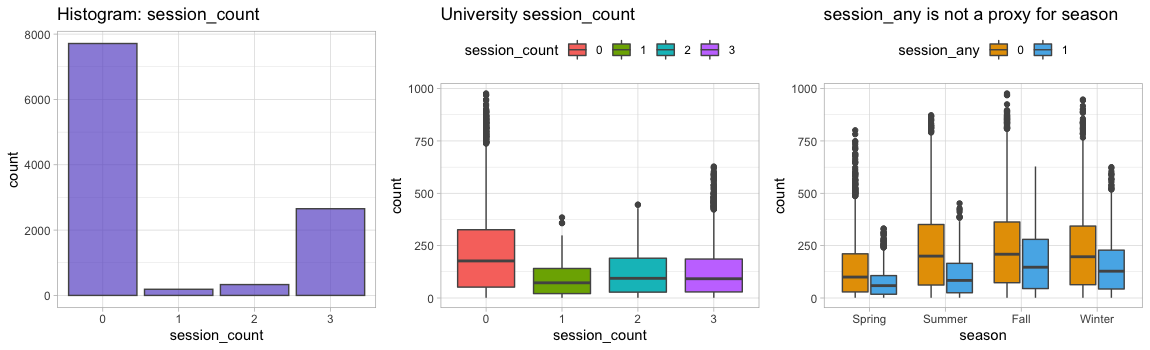 Histogram: session_count
count
8000
6000
4000
2000
0
0 1 2 3
session_count
University session_count
session_count 0 1 2 3
count
1000
750
500
250
0
0 1 2 3
session_count
session_any is not a proxy for season
session_any 0 1
count
1000
750
500
250
0
Spring Summer Fall Winter
season